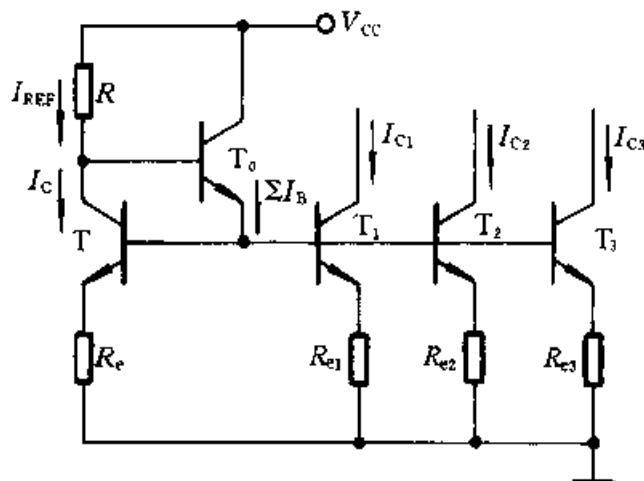 V_CC
I_REF
R
I_C1
I_C2
I_C3
T_0
I_C
ΣI_B
T
T_1
T_2
T_3
R_e
R_e1
R_e2
R_e3